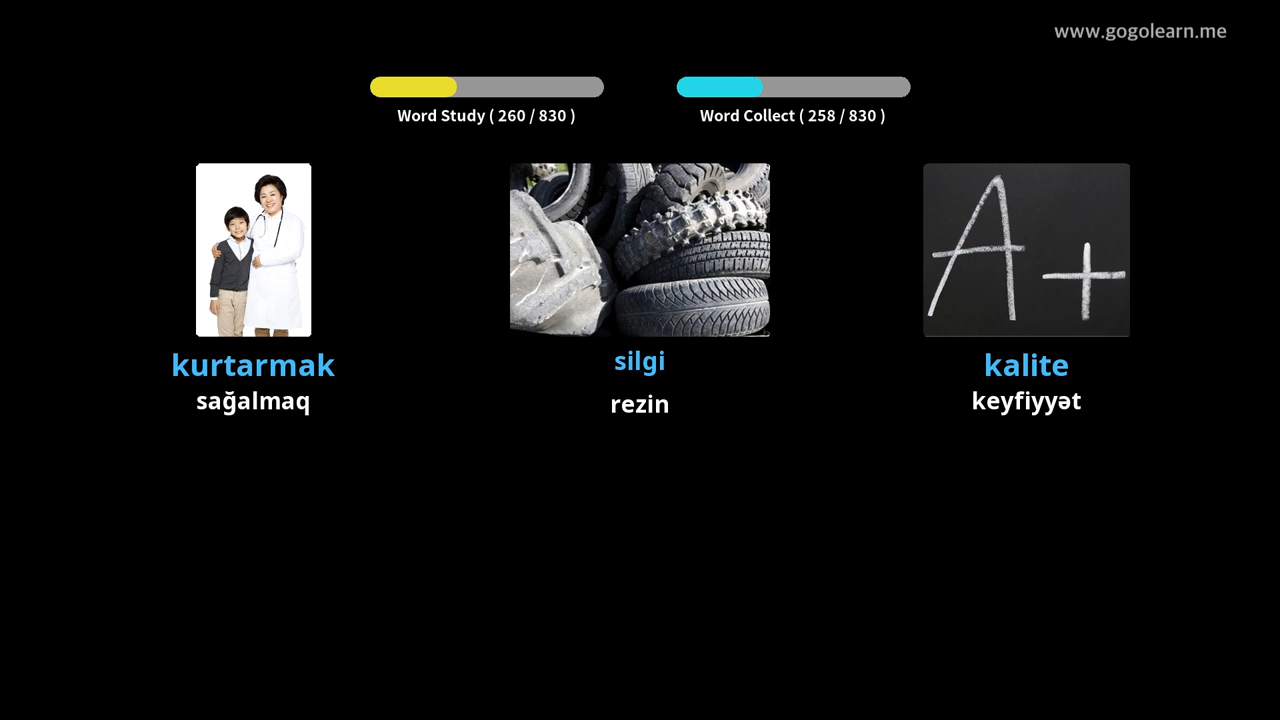 www.gogolearn.me
Word Study ( 260 / 830 )
Word Collect ( 258 / 830 )
A+
kurtarmak
silgi
kalite
sağalmaq
rezin
keyfiyyət